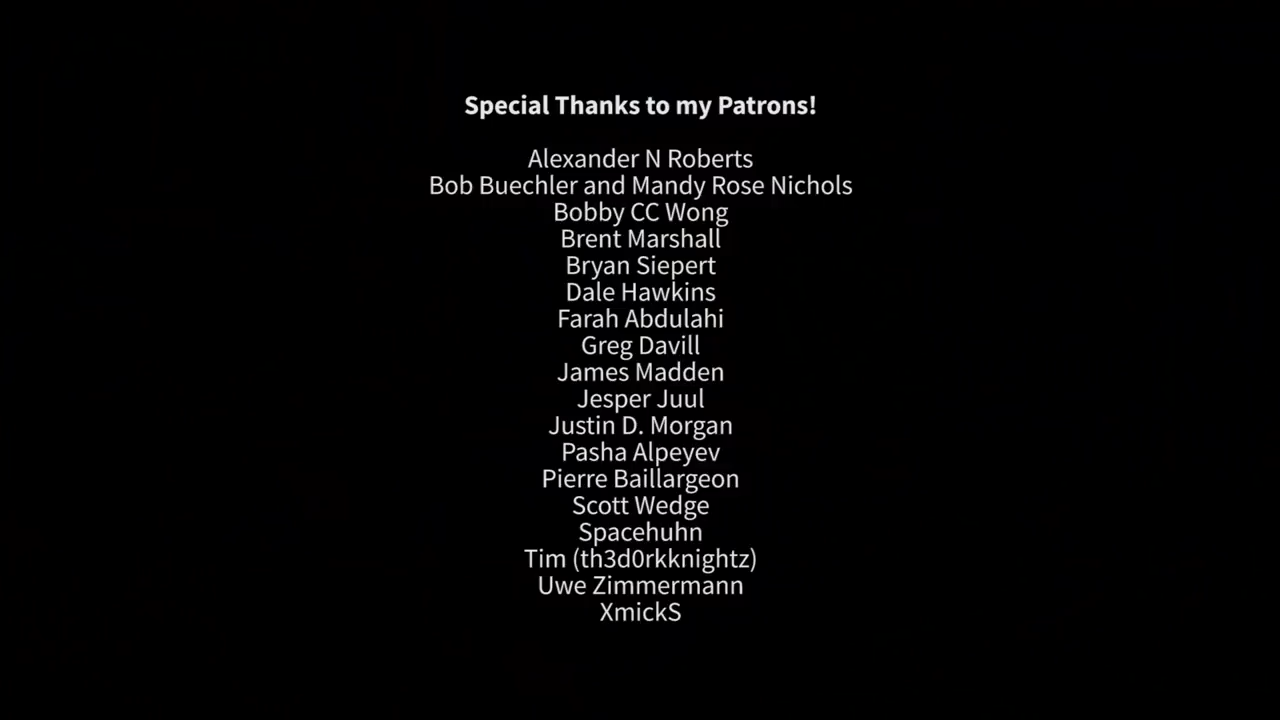 Special Thanks to my Patrons!
Alexander N Roberts
Bob Buechler and Mandy Rose Nichols
Bobby CC Wong
Brent Marshall
Bryan Siepert
Dale Hawkins
Farah Abdulahi
Greg Davill
James Madden
Jesper Juul
Justin D. Morgan
Pasha Alpeyev
Pierre Baillargeon
Scott Wedge
Spacehuhn
Tim (th3d0rkknightz)
Uwe Zimmermann
XmickS